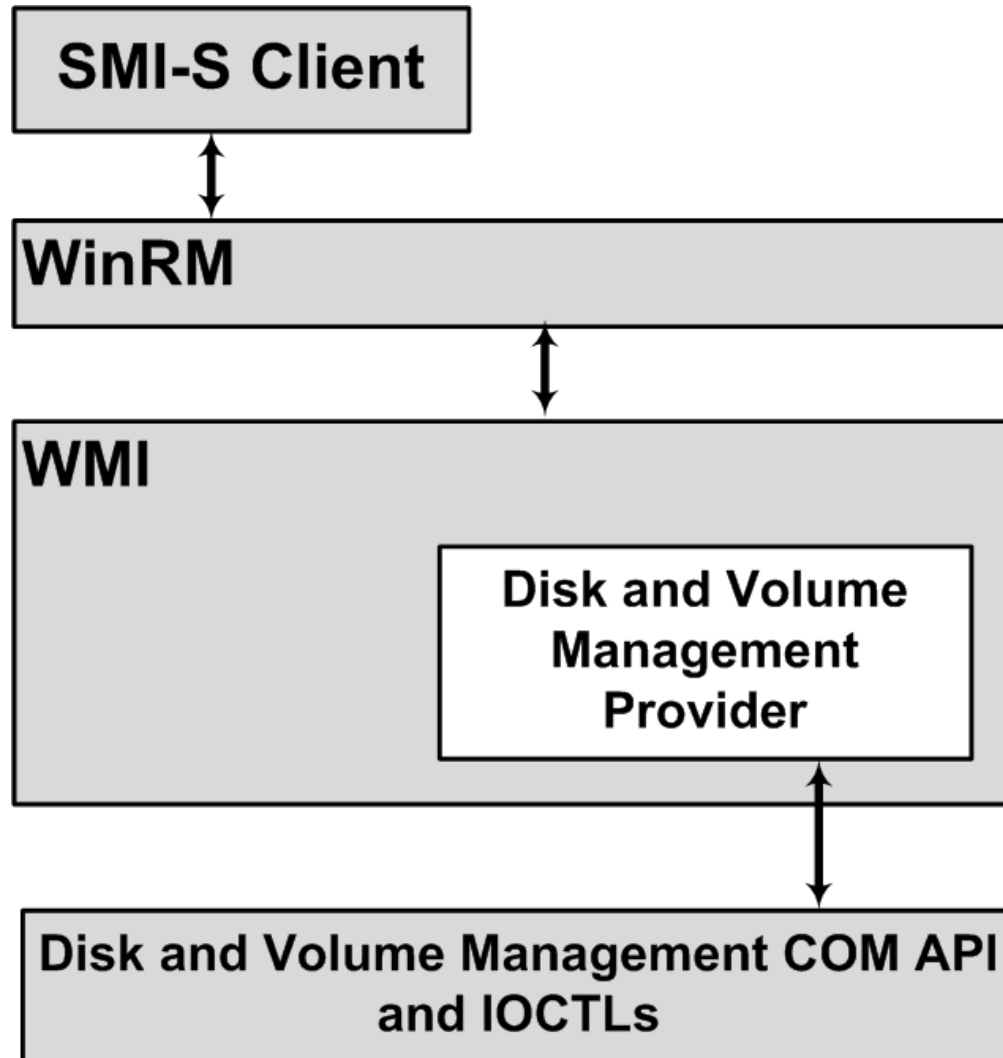 SMI-S Client
WinRM
WMI
Disk and Volume
Management
Provider
Disk and Volume Management COM API
and IOCTLs